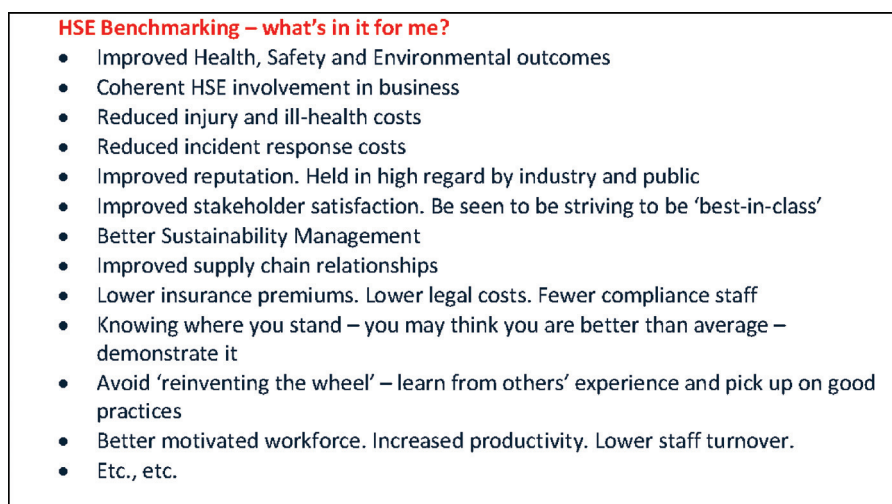 HSE Benchmarking – what's in it for me?
• Improved Health, Safety and Environmental outcomes
• Coherent HSE involvement in business
• Reduced injury and ill-health costs
• Reduced incident response costs
• Improved reputation. Held in high regard by industry and public
• Improved stakeholder satisfaction. Be seen to be striving to be ‘best-in-class’
• Better Sustainability Management
• Improved supply chain relationships
• Lower insurance premiums. Lower legal costs. Fewer compliance staff
• Knowing where you stand – you may think you are better than average –
demonstrate it
• Avoid ‘reinventing the wheel’ – learn from others’ experience and pick up on good
practices
• Better motivated workforce. Increased productivity. Lower staff turnover.
• Etc., etc.